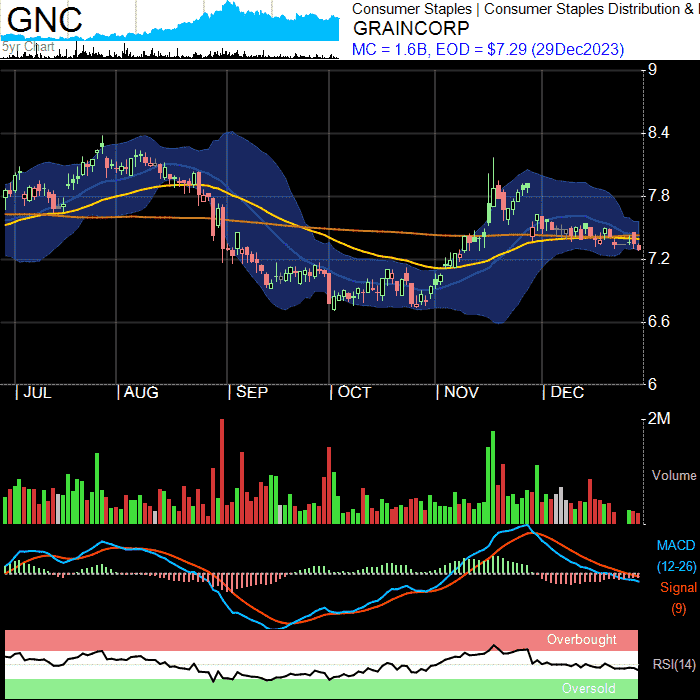 GNC
5yr Chart
Consumer Staples | Consumer Staples Distribution &
GRAINCORP
MC = 1.6B, EOD = $7.29 (29Dec2023)
9
8.4
7.8
7.2
6.6
6
| JUL | AUG | SEP | OCT | NOV | DEC
2M
Volume
MACD
(12-26)
Signal
(9)
Overbought
RSI(14)
Oversold